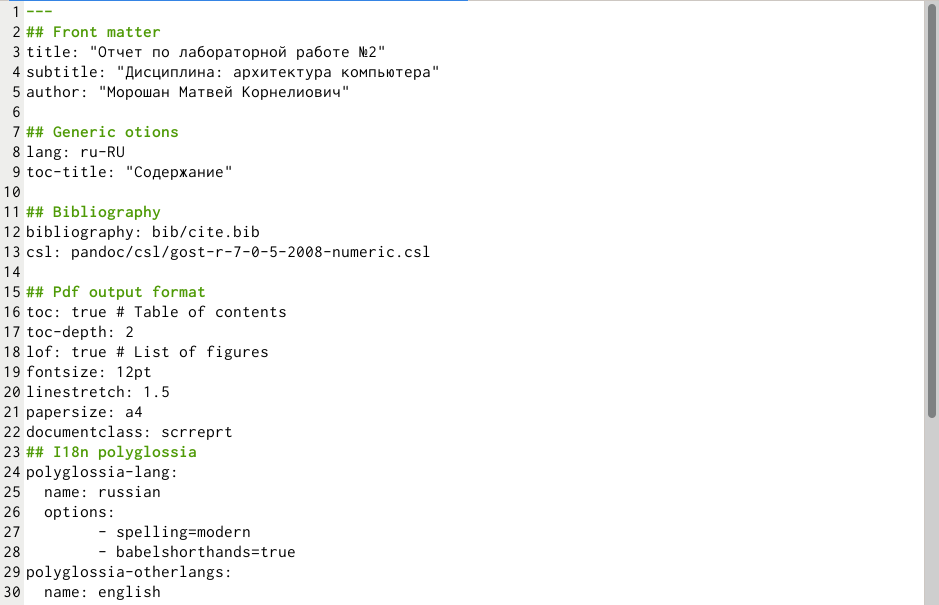 1 ---
2 ## Front matter
3 title: "Отчет по лабораторной работе №2"
4 subtitle: "Дисциплина: архитектура компьютера"
5 author: "Морошан Матвей Корнелиович"
6
7 ## Generic otions
8 lang: ru-RU
9 toc-title: "Содержание"
10
11 ## Bibliography
12 bibliography: bib/cite.bib
13 csl: pandoc/csl/gost-r-7-0-5-2008-numeric.csl
14
15 ## Pdf output format
16 toc: true # Table of contents
17 toc-depth: 2
18 lof: true # List of figures
19 fontsize: 12pt
20 linestretch: 1.5
21 papersize: a4
22 documentclass: scrreprt
23 ## I18n polyglossia
24 polyglossia-lang:
25   name: russian
26   options:
27         - spelling=modern
28         - babelshorthands=true
29 polyglossia-otherlangs:
30   name: english